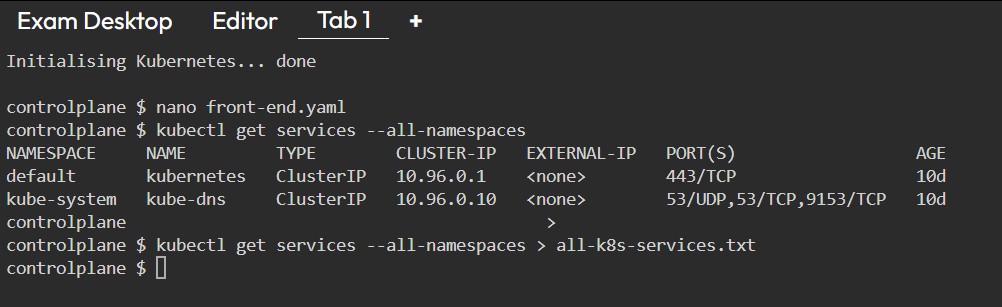 Exam Desktop Editor Tab 1 +
Initialising Kubernetes... done
controlplane $ nano front-end.yaml
controlplane $ kubectl get services --all-namespaces
NAMESPACE NAME TYPE CLUSTER-IP EXTERNAL-IP PORT(S) AGE
default kubernetes ClusterIP 10.96.0.1 <none> 443/TCP 10d
kube-system kube-dns ClusterIP 10.96.0.10 <none> 53/UDP,53/TCP,9153/TCP 10d
controlplane >
controlplane $ kubectl get services --all-namespaces > all-k8s-services.txt
controlplane $